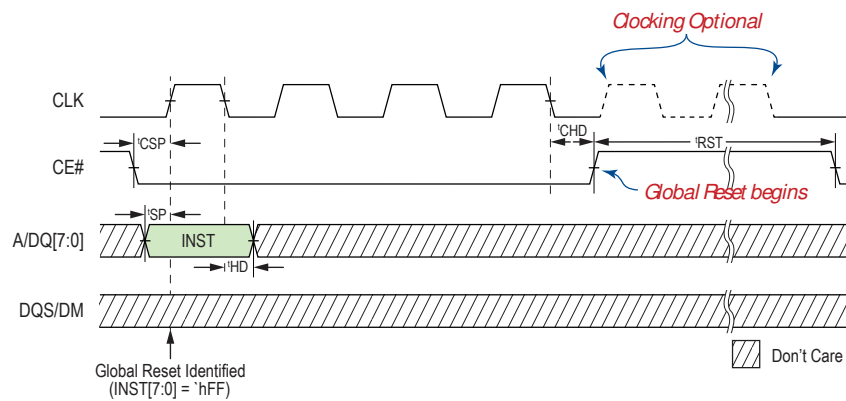 Clocking Optional
CLK
tCSP
tCHD
tRST
CE#
Global Reset begins
tSP
A/DQ[7:0]
INST
tHD
DQS/DM
Don't Care
Global Reset Identified
(INST[7:0] = `hFF)